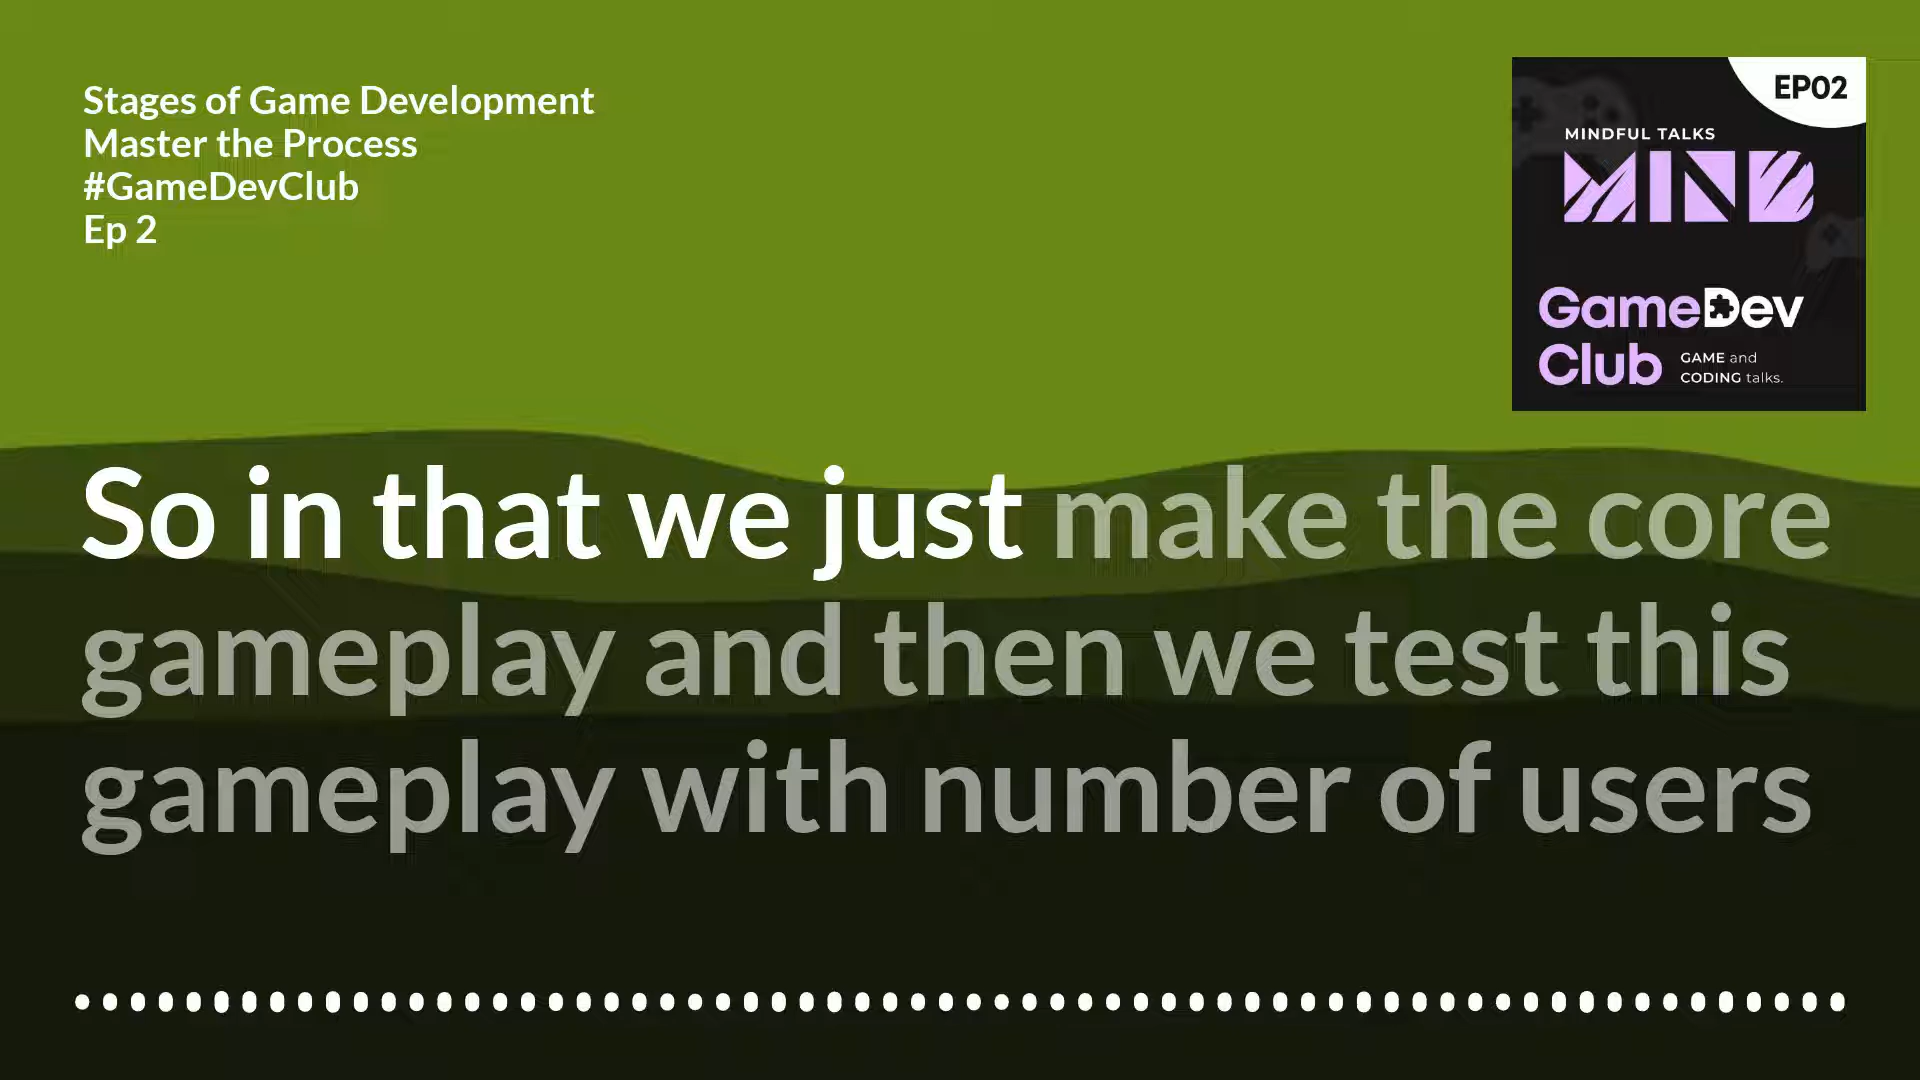 Stages of Game Development
Master the Process
#GameDevClub
Ep 2
EP02
MINDFUL TALKS
MIND
GameDev
Club
GAME and
CODING talks.
So in that we just make the core
gameplay and then we test this
gameplay with number of users